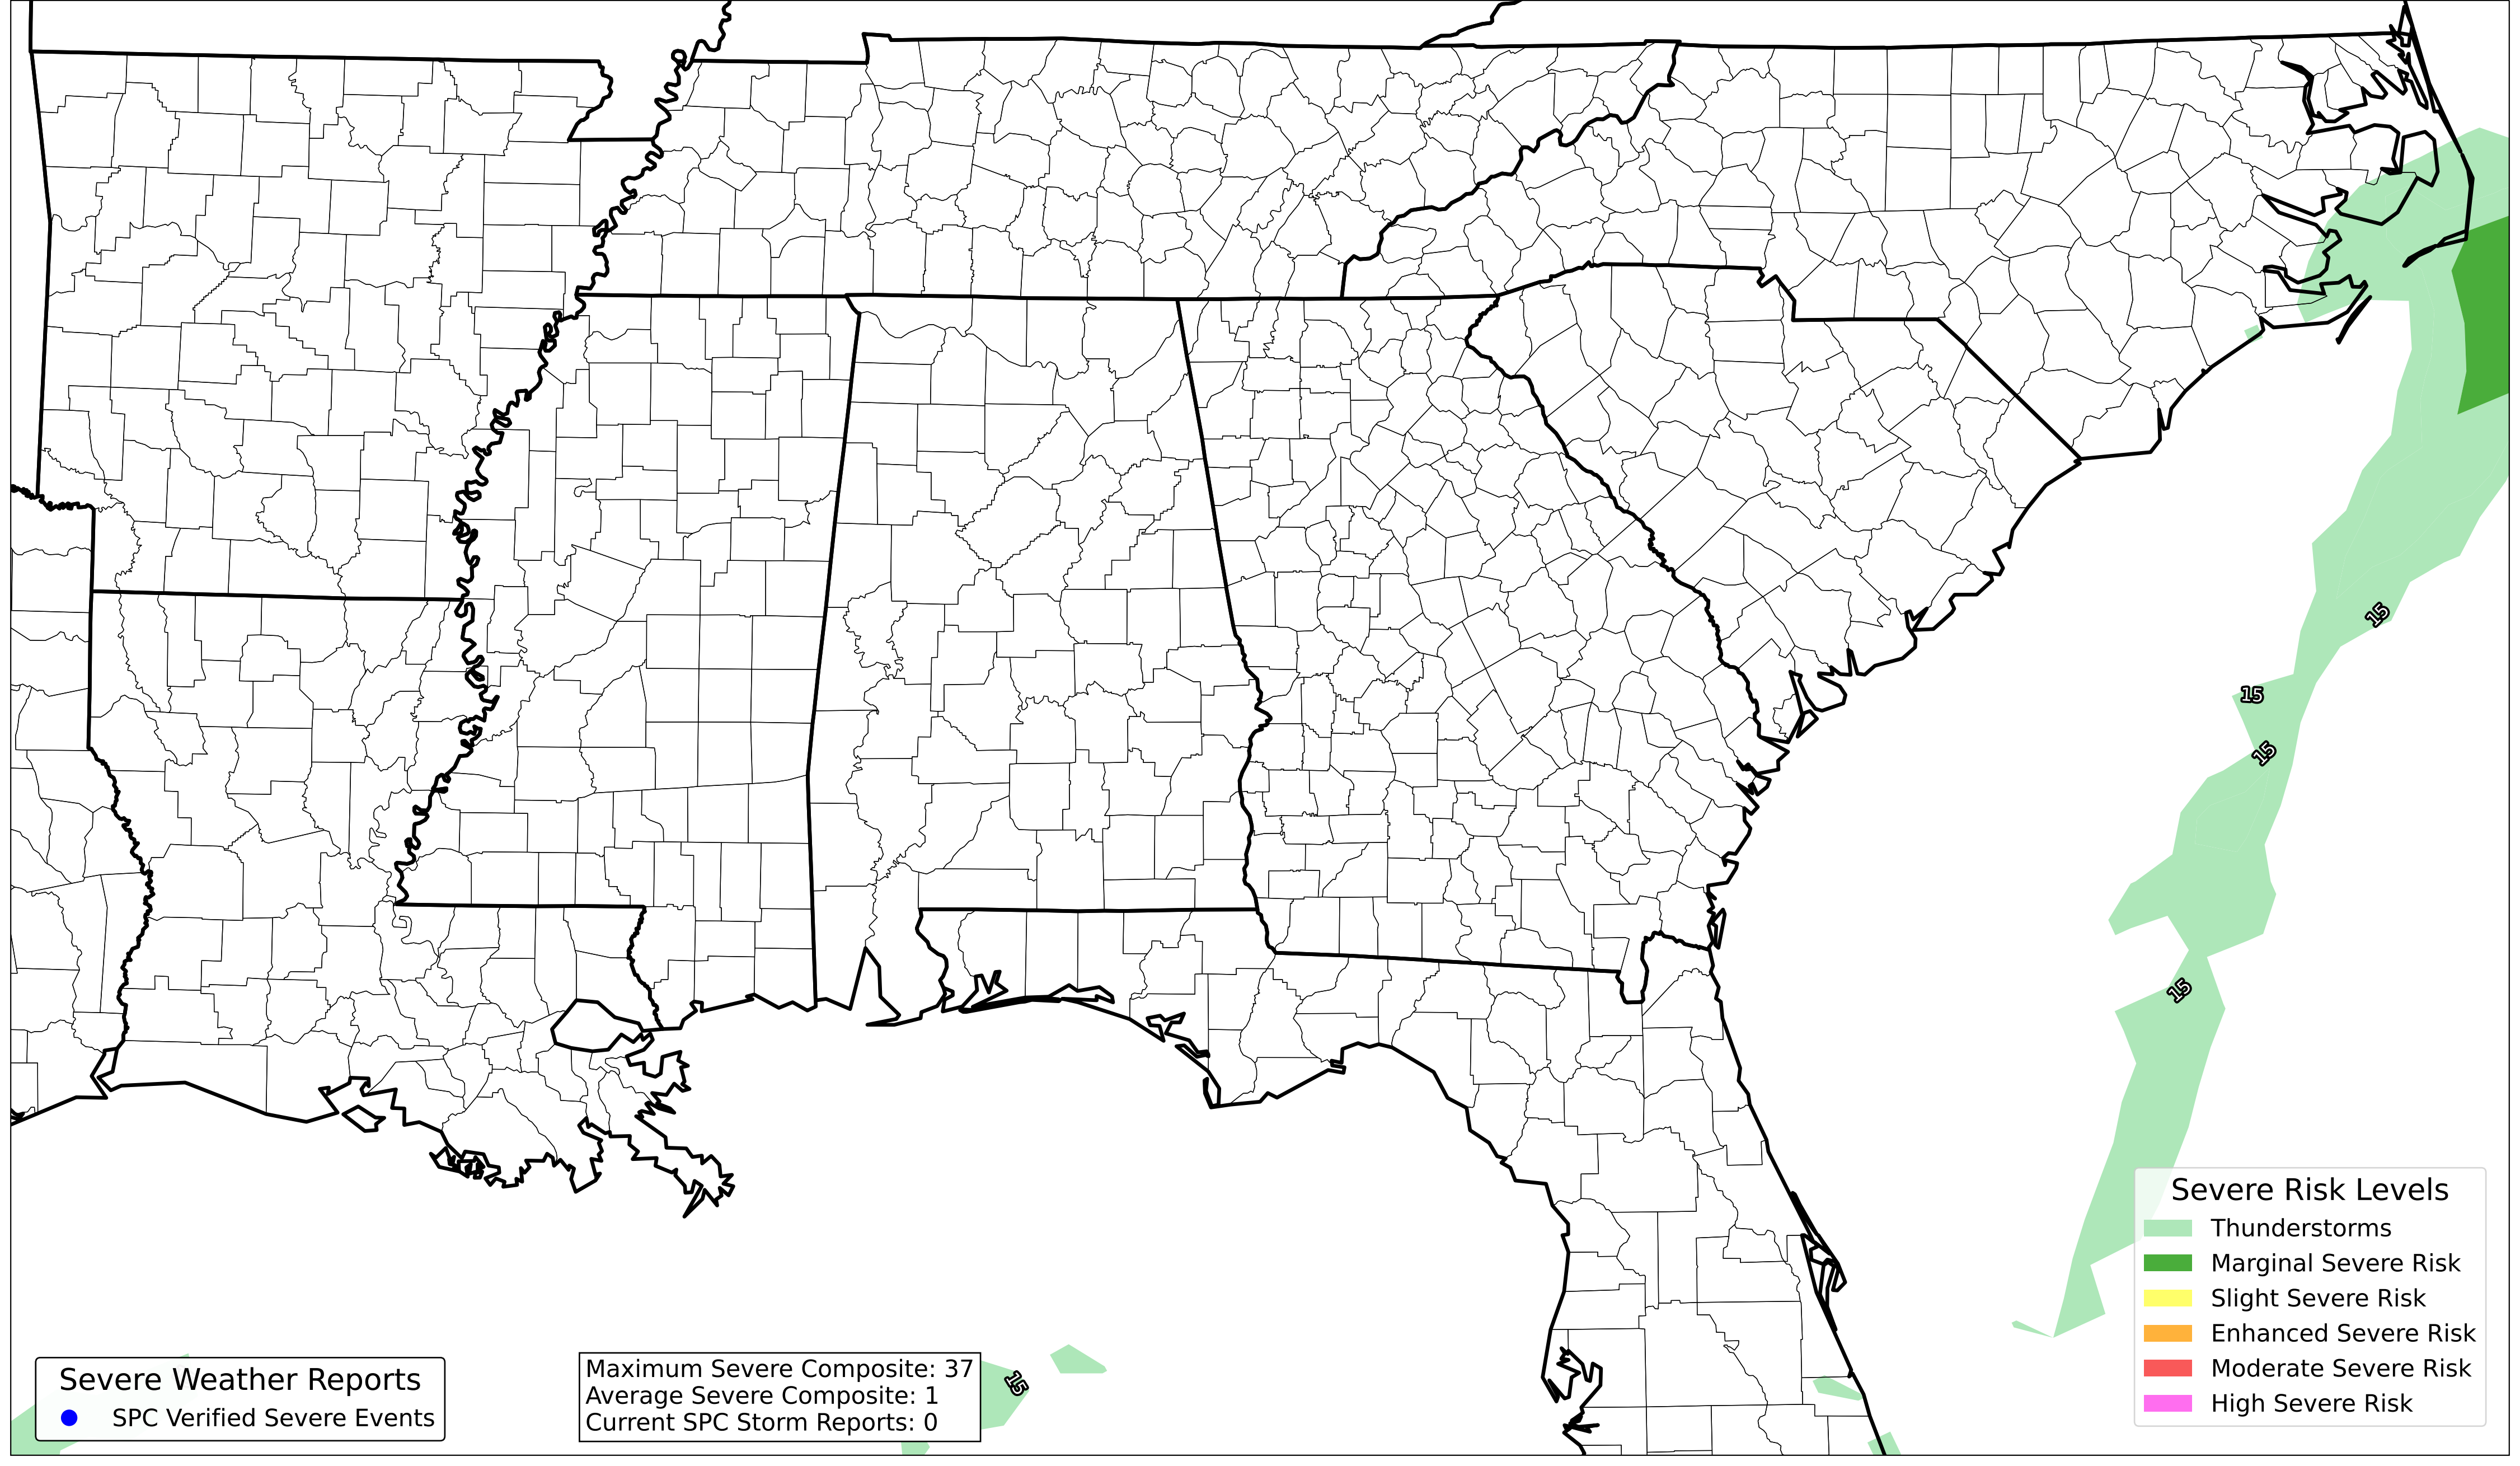 15
15
15
15
Severe Risk Levels
Thunderstorms
Marginal Severe Risk
Slight Severe Risk
Enhanced Severe Risk
Moderate Severe Risk
High Severe Risk
15
Maximum Severe Composite: 37
Average Severe Composite: 1
Current SPC Storm Reports: 0
Severe Weather Reports
SPC Verified Severe Events